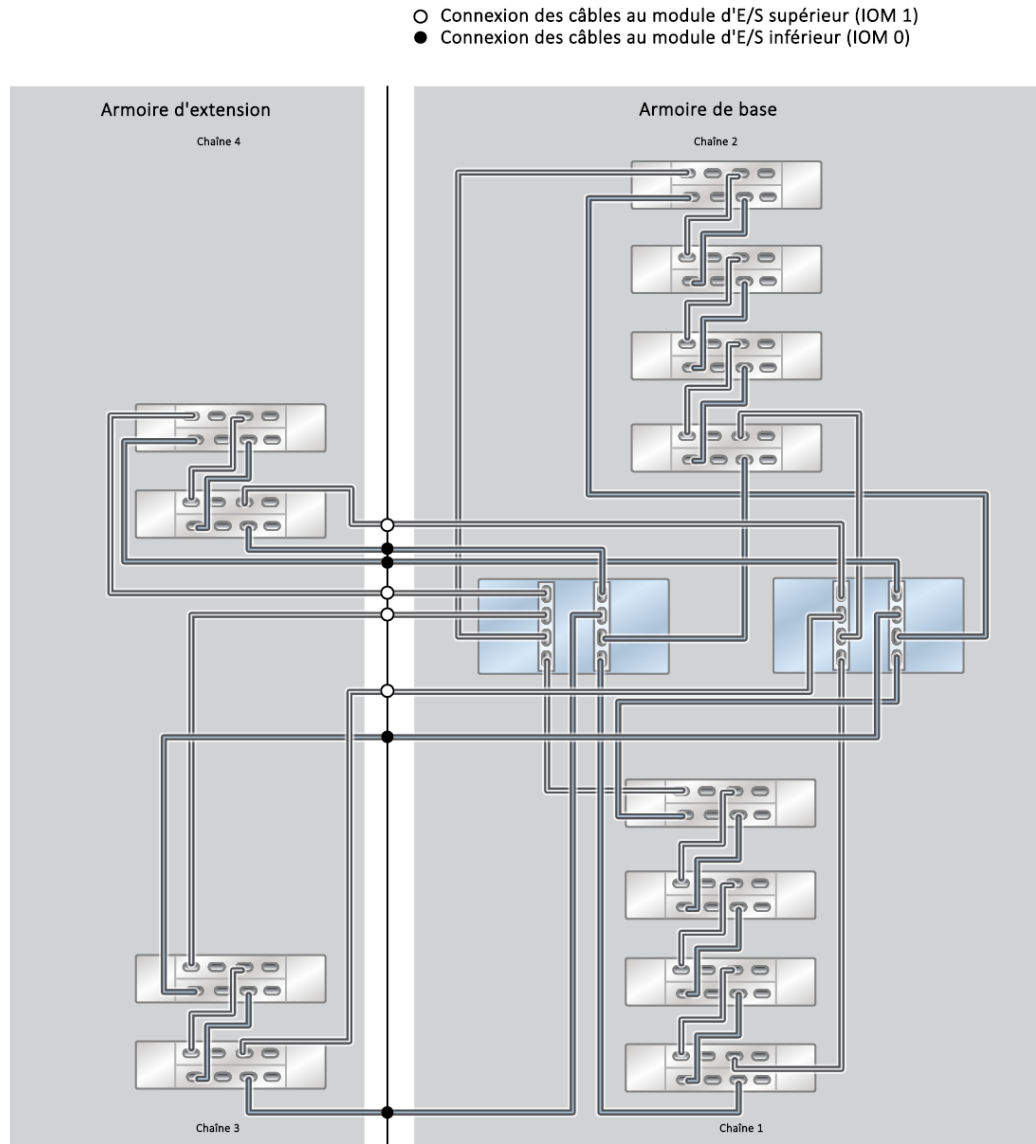 Connexion des câbles au module d'E/S supérieur (IOM 1)
Connexion des câbles au module d'E/S inférieur (IOM 0)
Armoire d'extension
Armoire de base
Chaîne 4
Chaîne 2
Chaîne 3
Chaîne 1